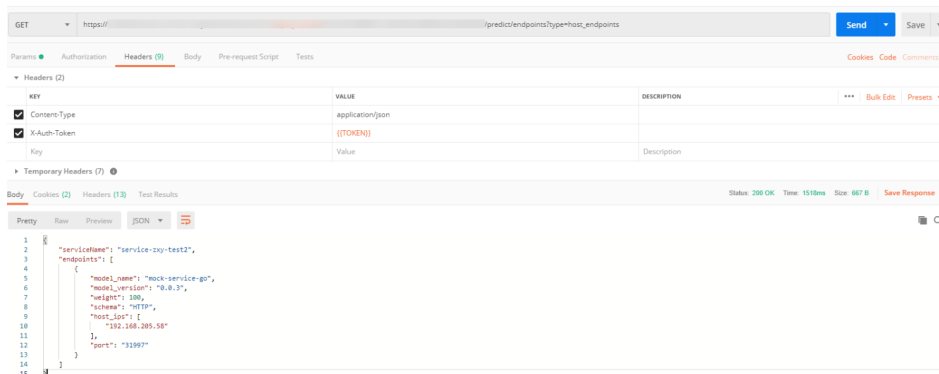 GET https:// /predict/endpoints?type=host_endpoints Send Save
Params Authorization Headers (9) Body Pre-request Script Tests Cookies Code Comments
Headers (2)
KEY VALUE DESCRIPTION ••• Bulk Edit Presets
Content-Type application/json
X-Auth-Token {{TOKEN}}
Key Value Description
Temporary Headers (7)
Body Cookies (2) Headers (13) Test Results Status: 200 OK Time: 1518ms Size: 667 B Save Response
Pretty Raw Preview JSON
1 {
2 "serviceName": "service-zxy-test2",
3 "endpoints": [
4 {
5 "model_name": "mock-service-go",
6 "model_version": "0.0.3",
7 "weight": 100,
8 "schema": "HTTP",
9 "host_ips": [
10 "192.168.205.58"
11 ],
12 "port": "31997"
13 }
14 ]
15 }